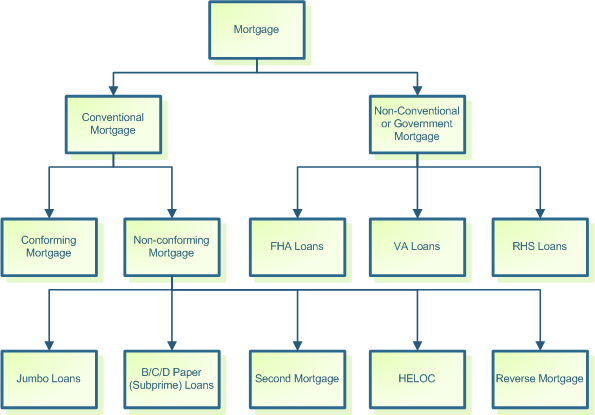 Mortgage
Conventional
Mortgage
Non-Conventional
or Government
Mortgage
Conforming
Mortgage
Non-conforming
Mortgage
FHA Loans
VA Loans
RHS Loans
Jumbo Loans
B/C/D Paper
(Subprime) Loans
Second Mortgage
HELOC
Reverse Mortgage